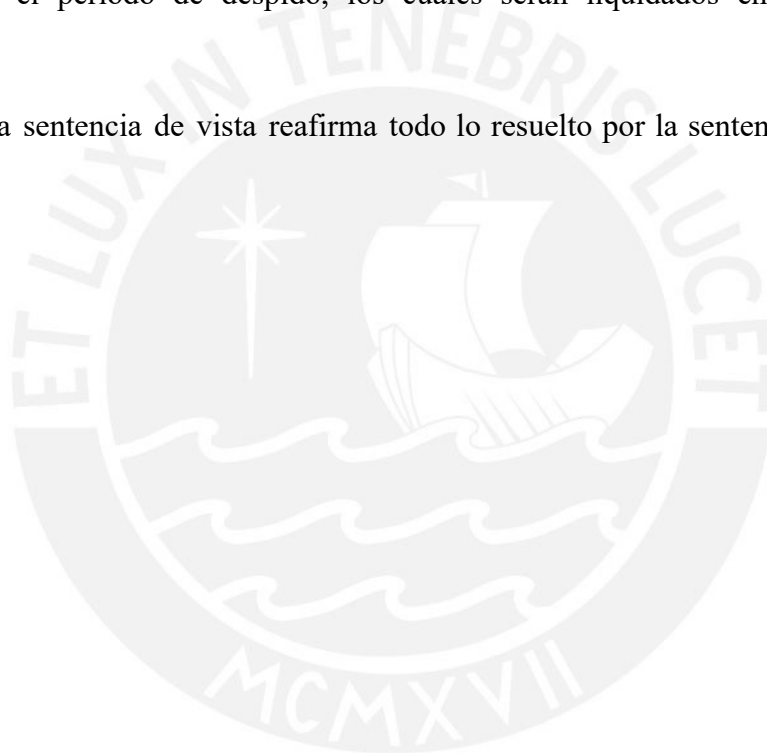 el período de despido, los cuales serán liquidados en
a sentencia de vista reafirma todo lo resuelto por la senten
ET LUX IN TENEBRIS LUCET
MCMXVII